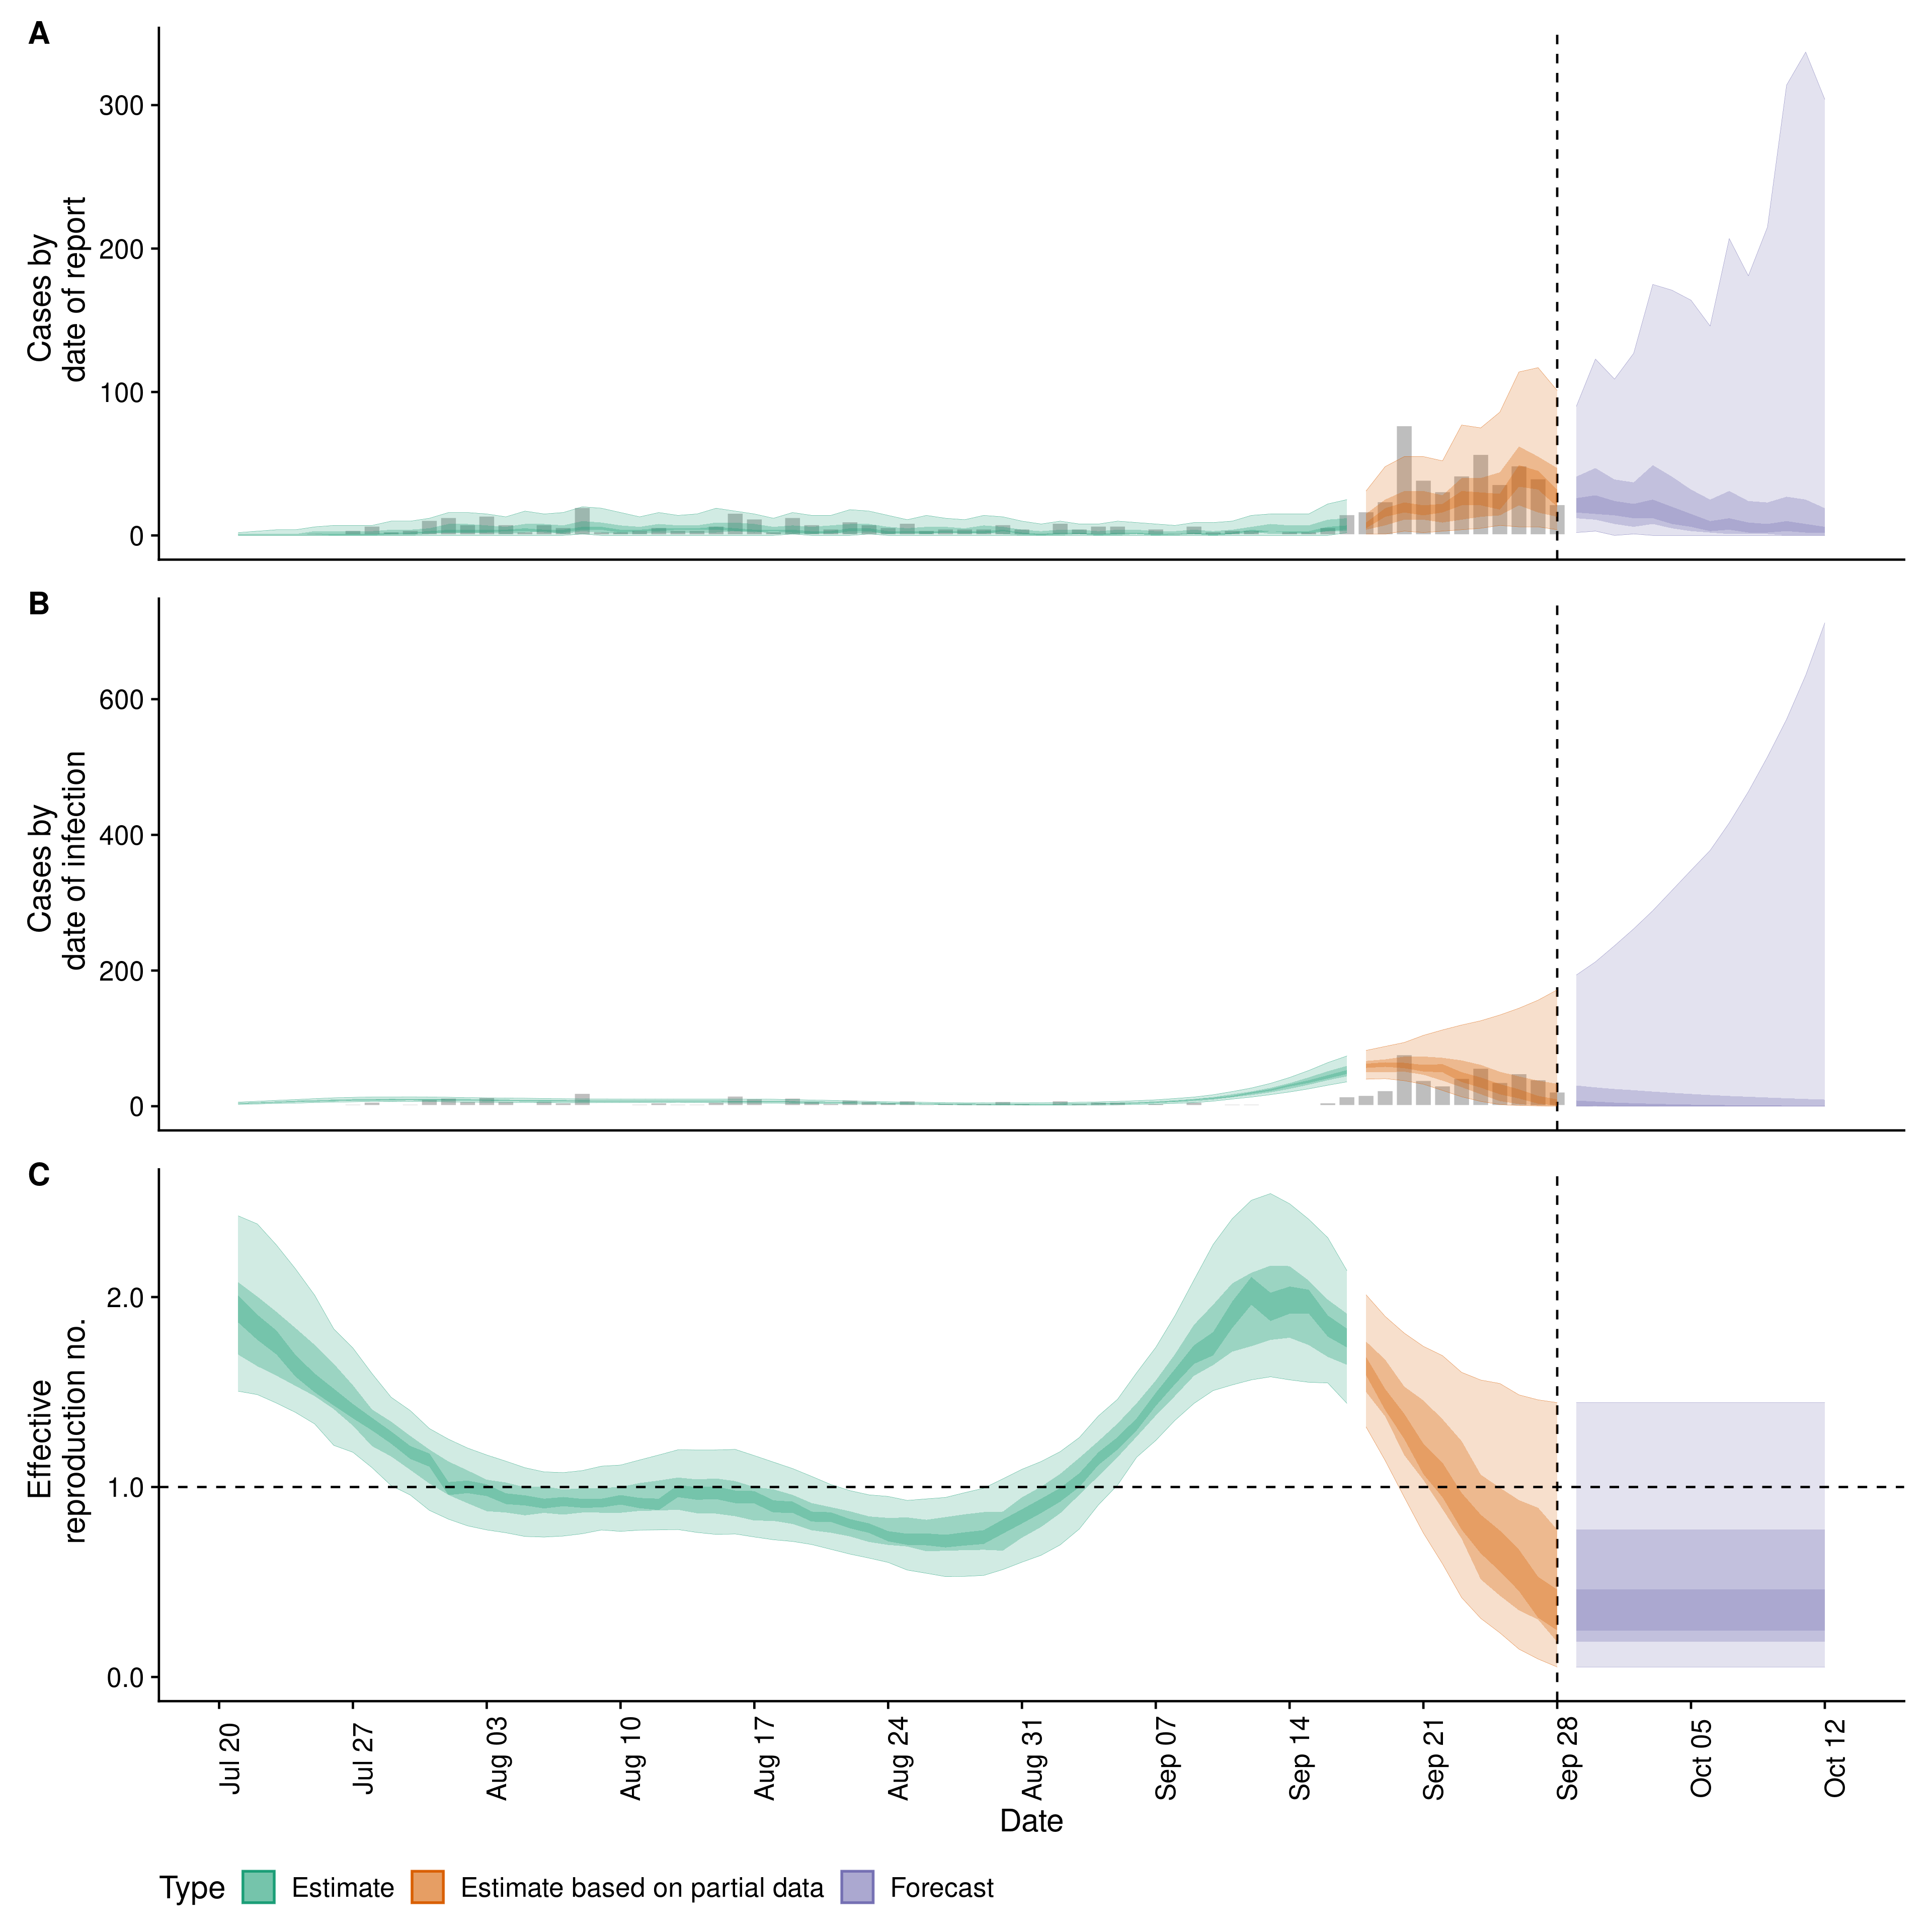 A
Cases by
date of report
300
200
100
0
B
Cases by
date of infection
600
400
200
0
C
Effective
reproduction no.
2.0
1.0
0.0
Jul 20
Jul 27
Aug 03
Aug 10
Aug 17
Aug 24
Aug 31
Sep 07
Sep 14
Sep 21
Sep 28
Oct 05
Oct 12
Date
Type Estimate Estimate based on partial data Forecast